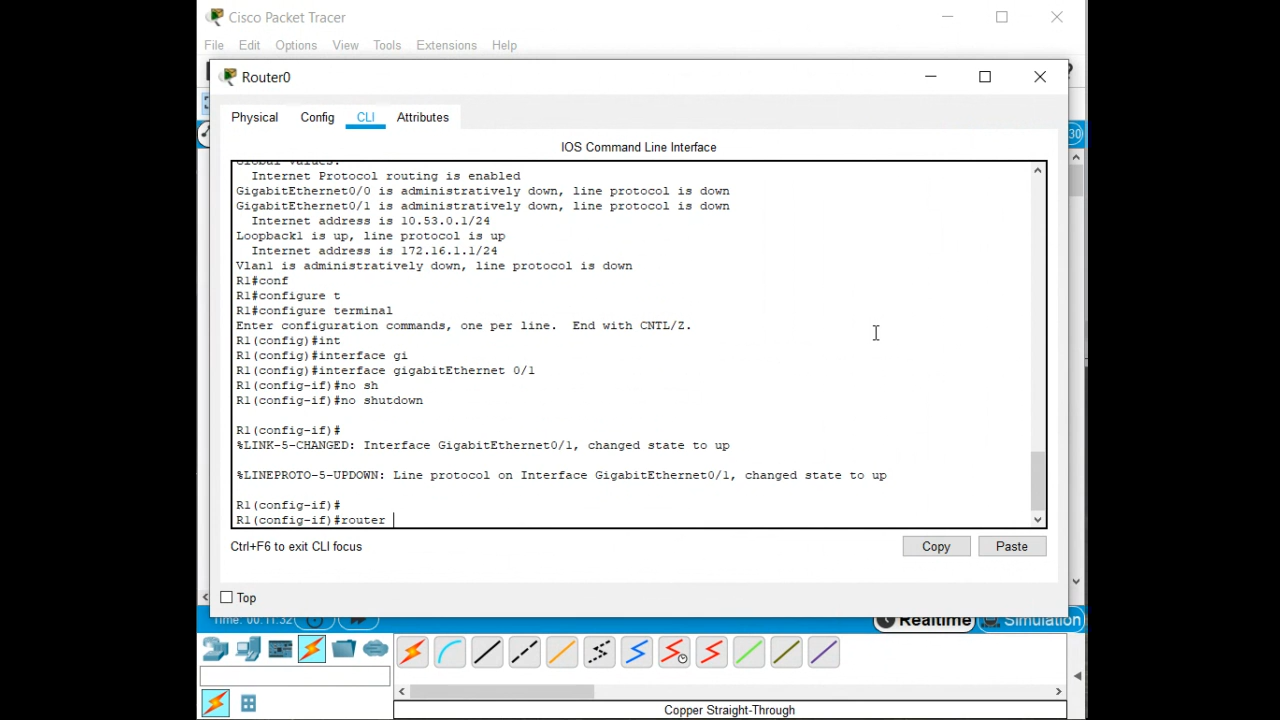 Cisco Packet Tracer
File Edit Options View Tools Extensions Help
Router0
Physical Config CLI Attributes
IOS Command Line Interface
Global values:
Internet Protocol routing is enabled
GigabitEthernet0/0 is administratively down, line protocol is down
GigabitEthernet0/1 is administratively down, line protocol is down
Internet address is 10.53.0.1/24
Loopback1 is up, line protocol is up
Internet address is 172.16.1.1/24
Vlan1 is administratively down, line protocol is down
R1#conf
R1#configure t
R1#configure terminal
Enter configuration commands, one per line. End with CNTL/Z.
R1(config)#int
R1(config)#interface gi
R1(config)#interface gigabitEthernet 0/1
R1(config-if)#no sh
R1(config-if)#no shutdown
R1(config-if)#
%LINK-5-CHANGED: Interface GigabitEthernet0/1, changed state to up
%LINEPROTO-5-UPDOWN: Line protocol on Interface GigabitEthernet0/1, changed state to up
R1(config-if)#
R1(config-if)#router
Ctrl+F6 to exit CLI focus
Copy Paste
Top
Time: 00:11:32
Realtime Simulation
Copper Straight-Through